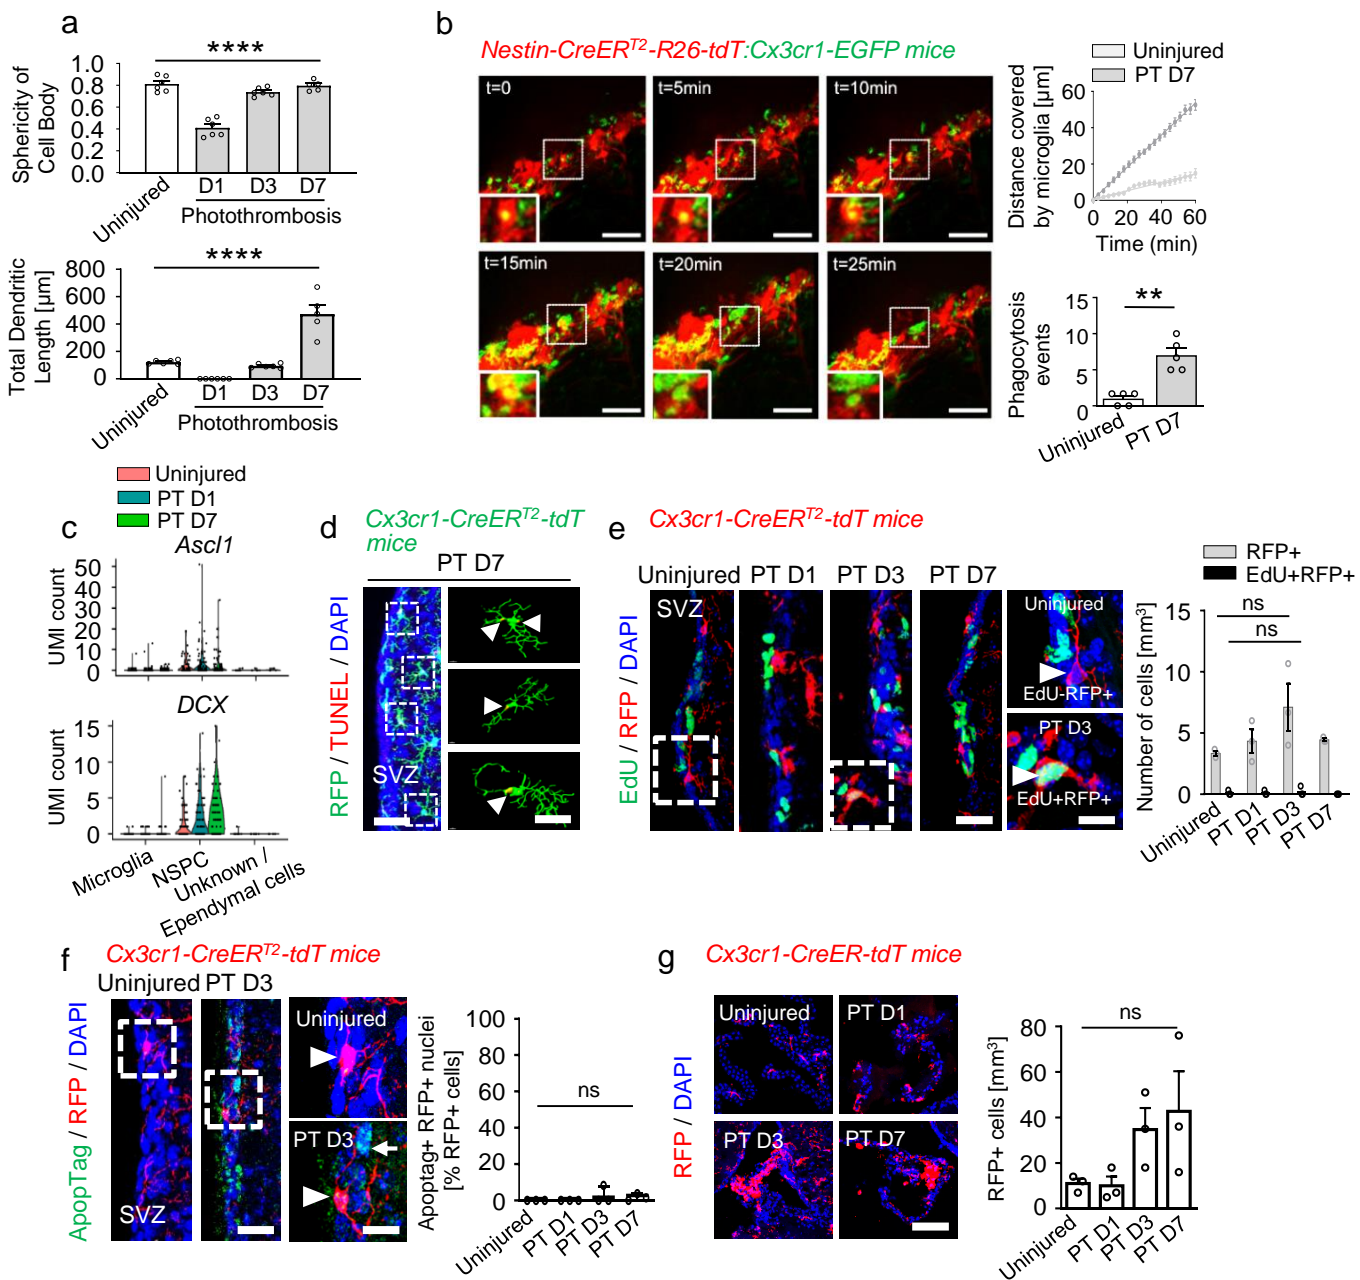 a
****
Sphericity of
Cell Body
1.0
0.8
0.6
0.4
0.2
0.0
Uninjured
D1 D3 D7
Photothrombosis
****
Total Dendritic
Length [µm]
800
600
400
200
0
Uninjured
D1 D3 D7
Photothrombosis
b
Nestin-CreERT2-R26-tdT:Cx3cr1-EGFP mice
t=0
t=5min
t=10min
t=15min
t=20min
t=25min
Uninjured
PT D7
Distance covered
by microglia [µm]
60
40
20
0
0 20 40 60
Time (min)
Phagocytosis
events
15
10
5
0
**
Uninjured
PT D7
Uninjured
PT D1
PT D7
c
Ascl1
UMI count
50
40
30
20
10
0
DCX
UMI count
15
10
5
0
Microglia
NSPC
Unknown /
Ependymal cells
d
Cx3cr1-CreERT2-tdT
mice
PT D7
RFP / TUNEL / DAPI
SVZ
e
Cx3cr1-CreERT2-tdT mice
Uninjured PT D1 PT D3 PT D7
EdU / RFP / DAPI
SVZ
Uninjured
EdU-RFP+
PT D3
EdU+RFP+
RFP+
EdU+RFP+
Number of cells [mm³]
15
10
5
0
ns
ns
Uninjured
PT D1
PT D3
PT D7
f
Cx3cr1-CreERT2-tdT mice
Uninjured PT D3
ApopTag / RFP / DAPI
SVZ
Uninjured
PT D3
Apoptag+ RFP+ nuclei
[% RFP+ cells]
100
80
60
40
20
0
ns
Uninjured
PT D1
PT D3
PT D7
g
Cx3cr1-CreER-tdT mice
RFP / DAPI
Uninjured
PT D1
PT D3
PT D7
RFP+ cells [mm³]
80
60
40
20
0
ns
Uninjured
PT D1
PT D3
PT D7